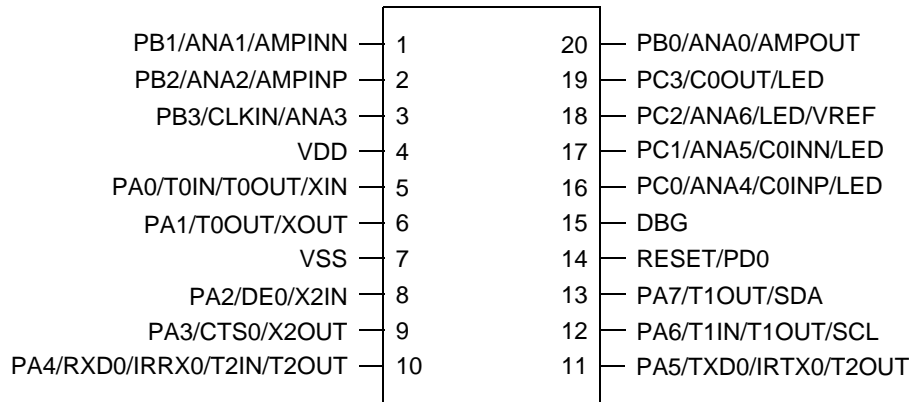 PB1/ANA1/AMPINN 1 20 PB0/ANA0/AMPOUT
PB2/ANA2/AMPINP 2 19 PC3/C0OUT/LED
PB3/CLKIN/ANA3 3 18 PC2/ANA6/LED/VREF
VDD 4 17 PC1/ANA5/C0INN/LED
PA0/T0IN/T0OUT/XIN 5 16 PC0/ANA4/C0INP/LED
PA1/T0OUT/XOUT 6 15 DBG
VSS 7 14 RESET/PD0
PA2/DE0/X2IN 8 13 PA7/T1OUT/SDA
PA3/CTS0/X2OUT 9 12 PA6/T1IN/T1OUT/SCL
PA4/RXD0/IRRX0/T2IN/T2OUT 10 11 PA5/TXD0/IRTX0/T2OUT